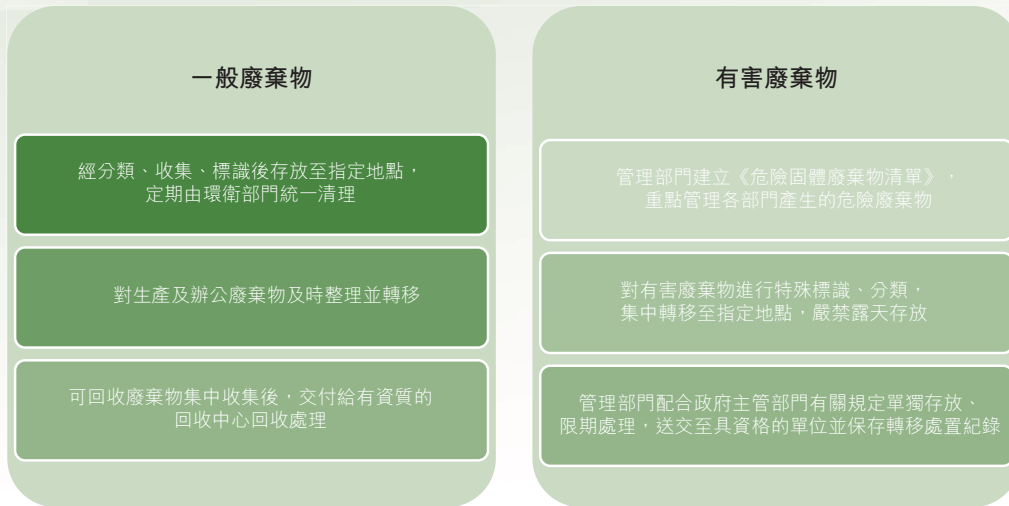 一般廢棄物
經分類、收集、標識後存放至指定地點，
定期由環衛部門統一清理
對生產及辦公廢棄物及時整理並轉移
可回收廢棄物集中收集後，交付給有資質的
回收中心回收處理
有害廢棄物
管理部門建立《危險固體廢棄物清單》，
重點管理各部門產生的危險廢棄物
對有害廢棄物進行特殊標識、分類，
集中轉移至指定地點，嚴禁露天存放
管理部門配合政府主管部門有關規定單獨存放、
限期處理，送交至具資格的單位並保存轉移處置紀錄